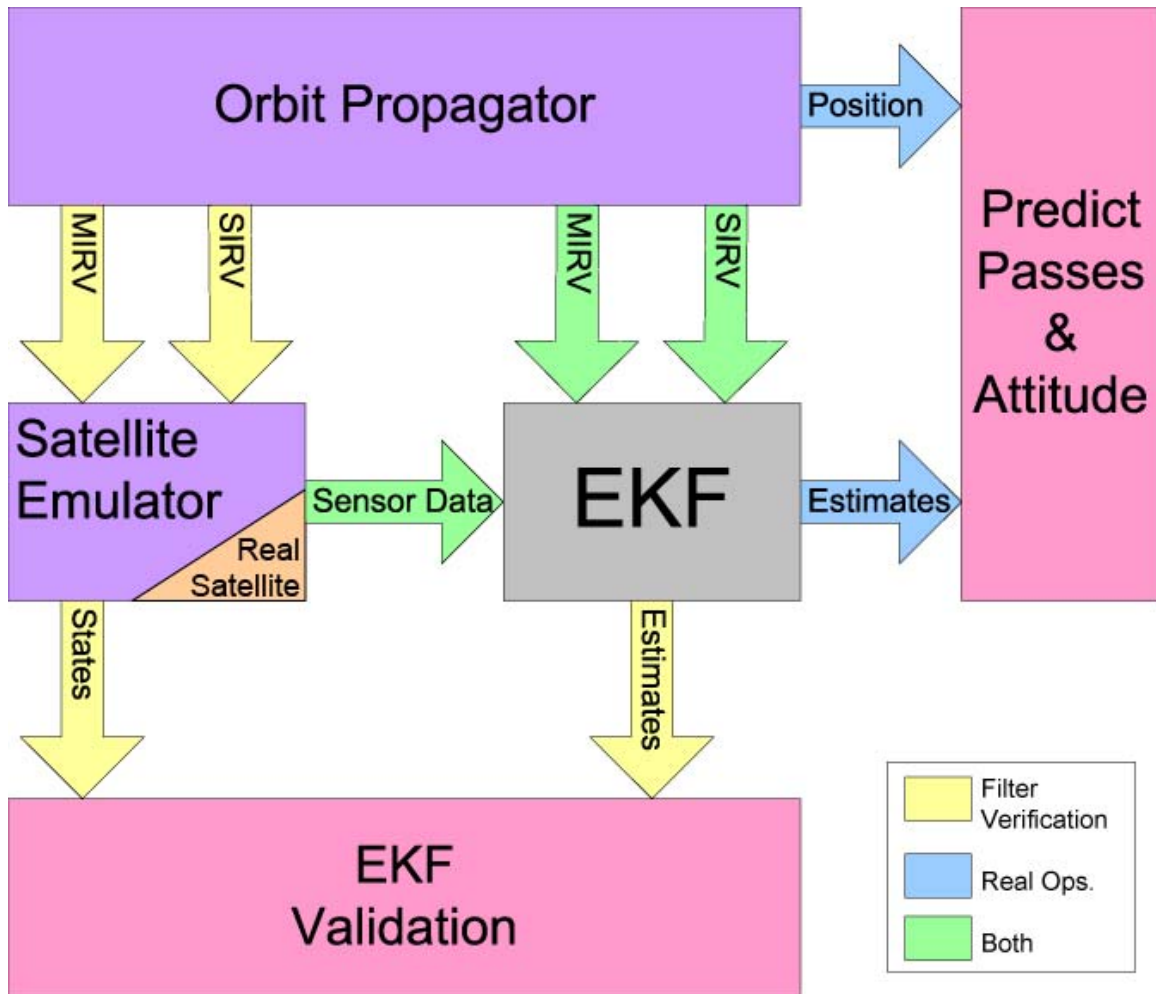 Orbit Propagator
Position
MIRV
SIRV
MIRV
SIRV
Predict
Passes
&
Attitude
Satellite
Emulator
Real
Satellite
Sensor Data
EKF
Estimates
States
Estimates
EKF
Validation
Filter
Verification
Real Ops.
Both